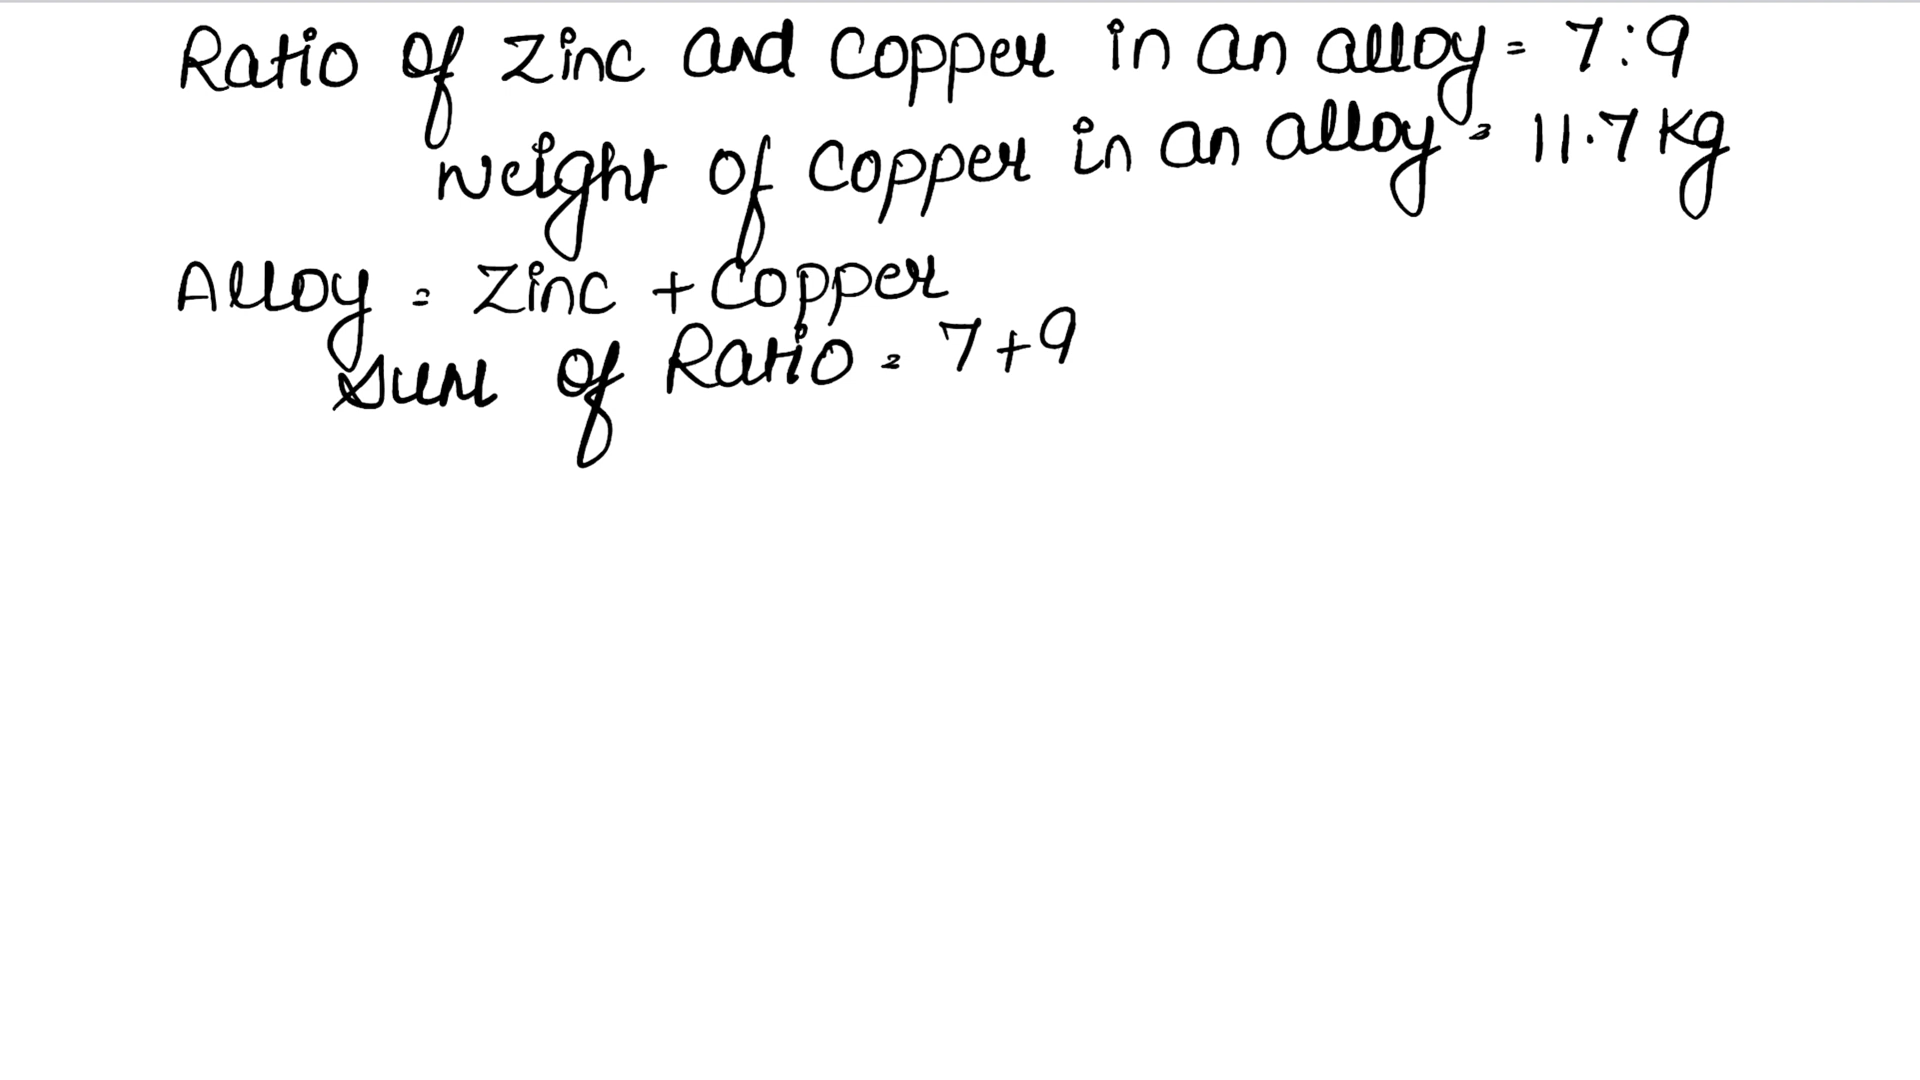 Ratio of Zinc and Copper in an alloy = 7:9
weight of Copper in an alloy = 11.7 kg
Alloy = Zinc + Copper
Sum of Ratio = 7+9